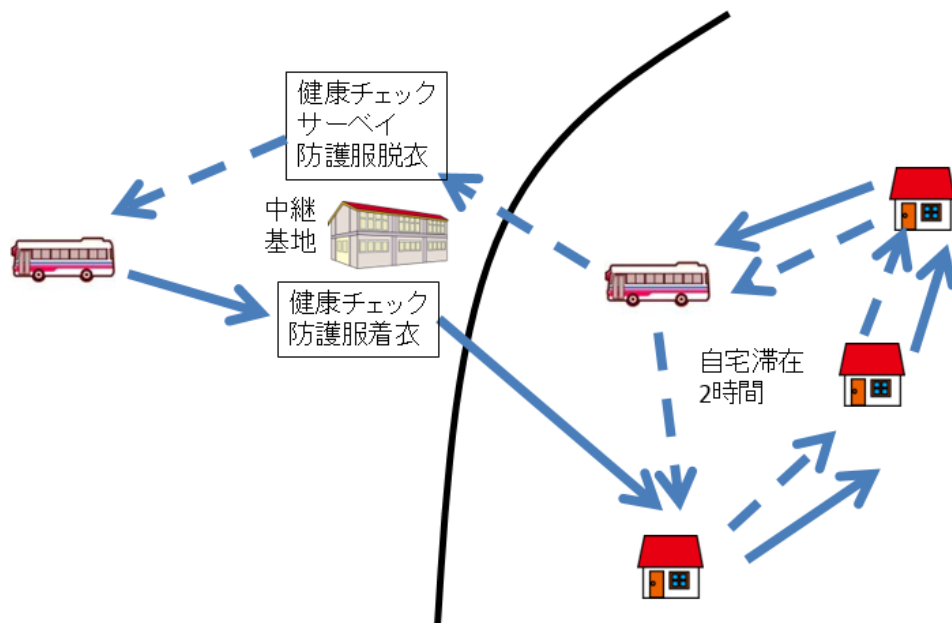 健康チェック
サーベイ
防護服脱衣
中継
基地
健康チェック
防護服着衣
自宅滞在
2時間